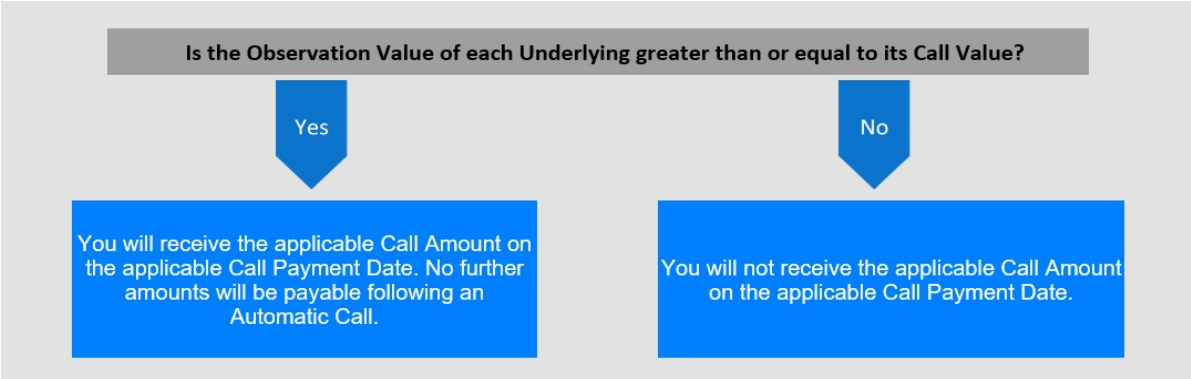 Is the Observation Value of each Underlying greater than or equal to its Call Value?
Yes
No
You will receive the applicable Call Amount on
the applicable Call Payment Date. No further
amounts will be payable following an
Automatic Call.
You will not receive the applicable Call Amount
on the applicable Call Payment Date.